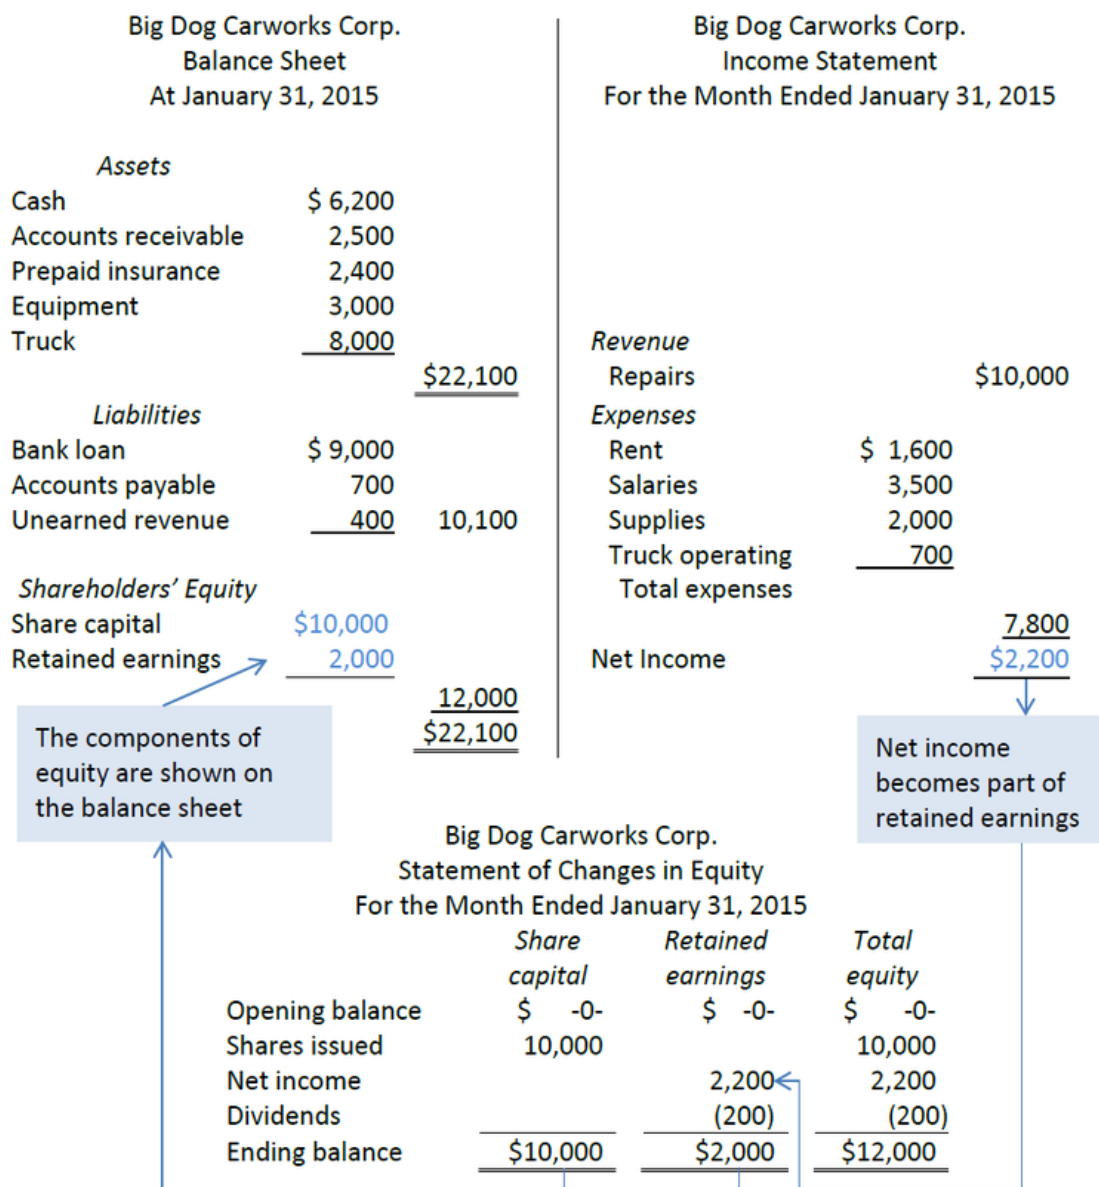 Big Dog Carworks Corp.
Balance Sheet
At January 31, 2015
Assets
Cash $ 6,200
Accounts receivable 2,500
Prepaid insurance 2,400
Equipment 3,000
Truck 8,000
$22,100
Liabilities
Bank loan $ 9,000
Accounts payable 700
Unearned revenue 400 10,100
Shareholders’ Equity
Share capital $10,000
Retained earnings 2,000
12,000
$22,100
The components of
equity are shown on
the balance sheet
Big Dog Carworks Corp.
Income Statement
For the Month Ended January 31, 2015
Revenue
Repairs $10,000
Expenses
Rent $ 1,600
Salaries 3,500
Supplies 2,000
Truck operating 700
Total expenses
7,800
Net Income $2,200
Net income
becomes part of
retained earnings
Big Dog Carworks Corp.
Statement of Changes in Equity
For the Month Ended January 31, 2015
Share Retained Total
capital earnings equity
Opening balance $ -0- $ -0- $ -0-
Shares issued 10,000 10,000
Net income 2,200 2,200
Dividends (200) (200)
Ending balance $10,000 $2,000 $12,000